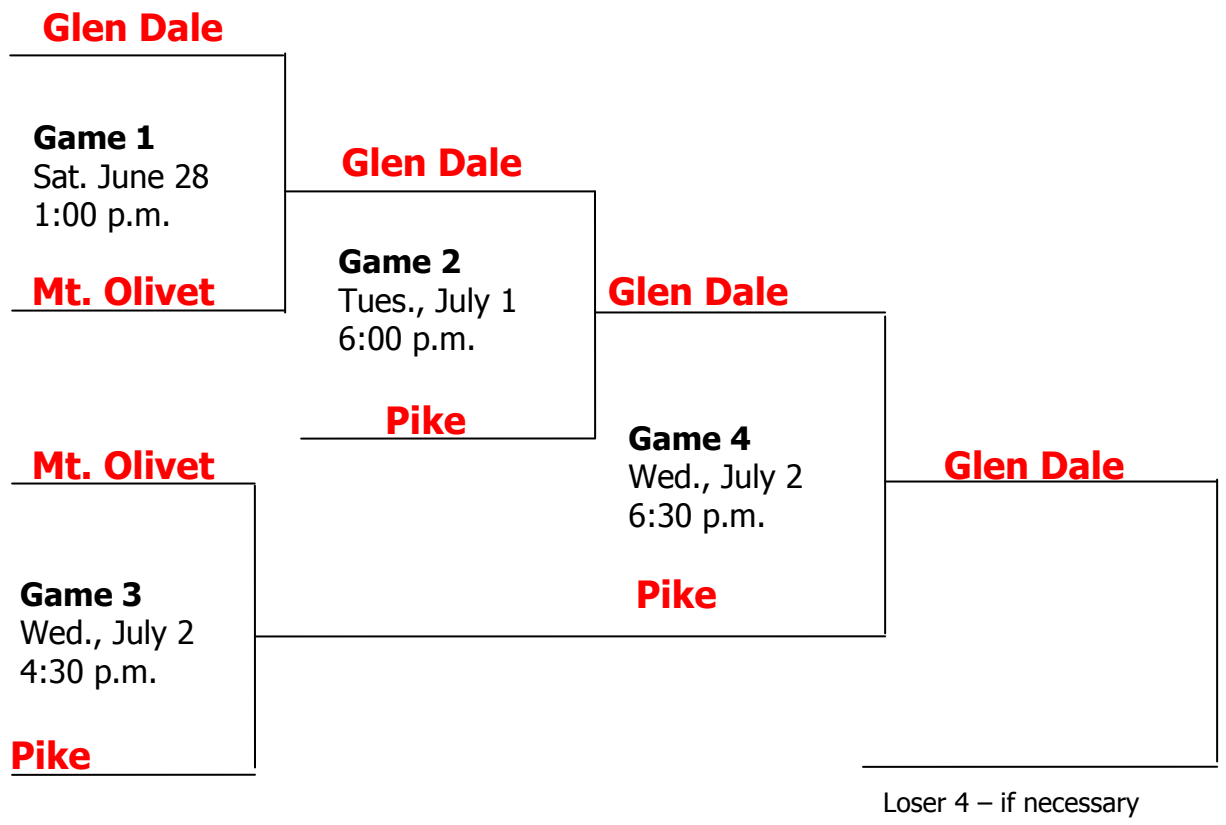 Glen Dale
Game 1
Sat. June 28
1:00 p.m.
Mt. Olivet
Glen Dale
Game 2
Tues., July 1
6:00 p.m.
Pike
Mt. Olivet
Game 3
Wed., July 2
4:30 p.m.
Pike
Glen Dale
Game 4
Wed., July 2
6:30 p.m.
Pike
Glen Dale
Loser 4 – if necessary